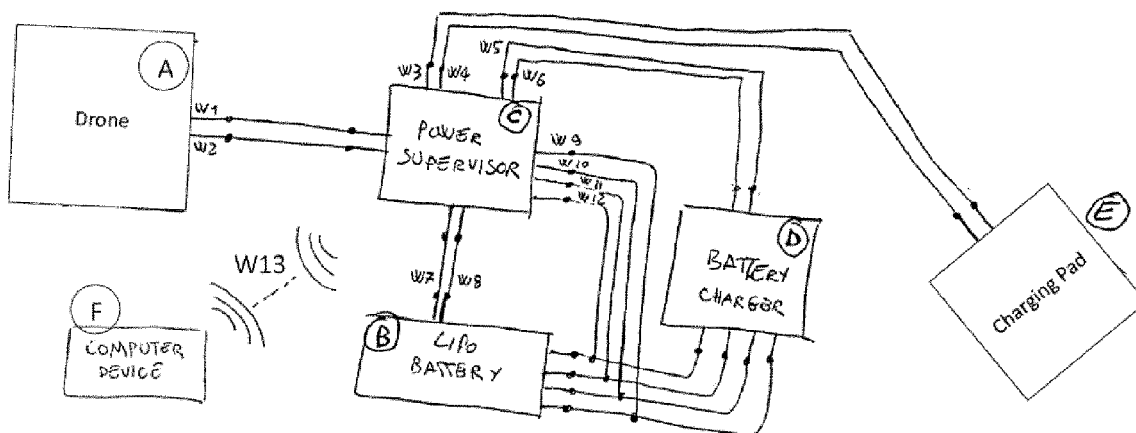 A
Drone
W1
W2
W3
W4
W5
W6
C
POWER
SUPERVISOR
W9
W10
W11
W12
E
Charging Pad
D
BATTERY
CHARGER
W13
W7
W8
F
COMPUTER
DEVICE
B
LIPO
BATTERY